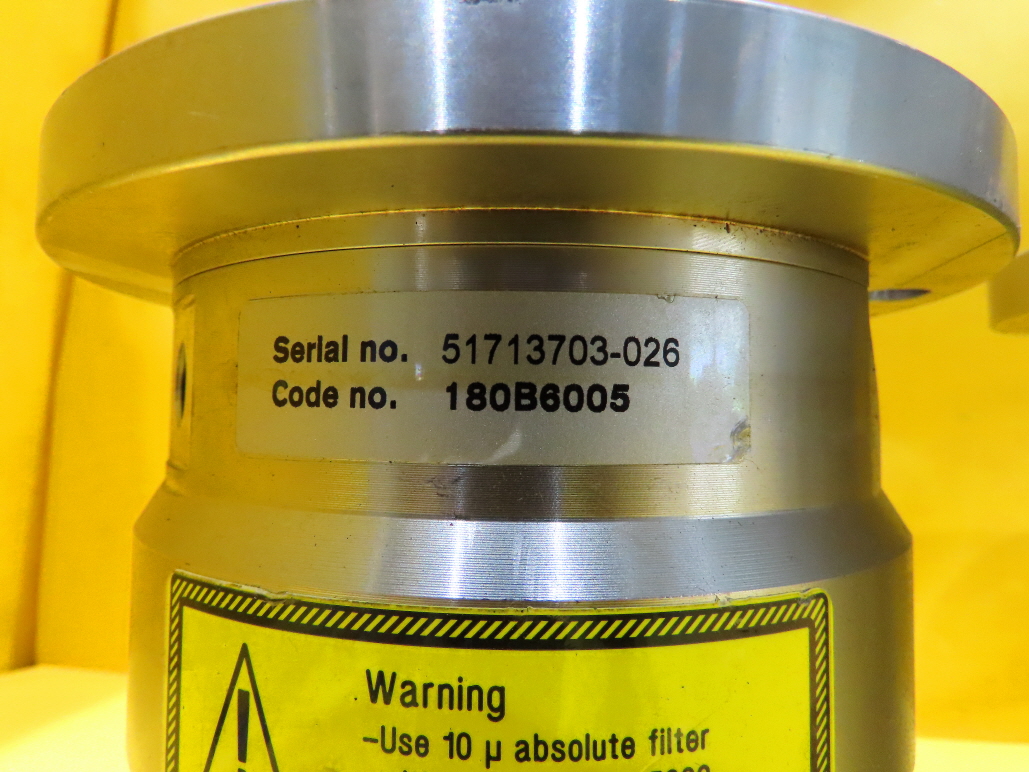 Serial no. 51713703-026
Code no. 180B6005
Warning
-Use 10 µ absolute filter